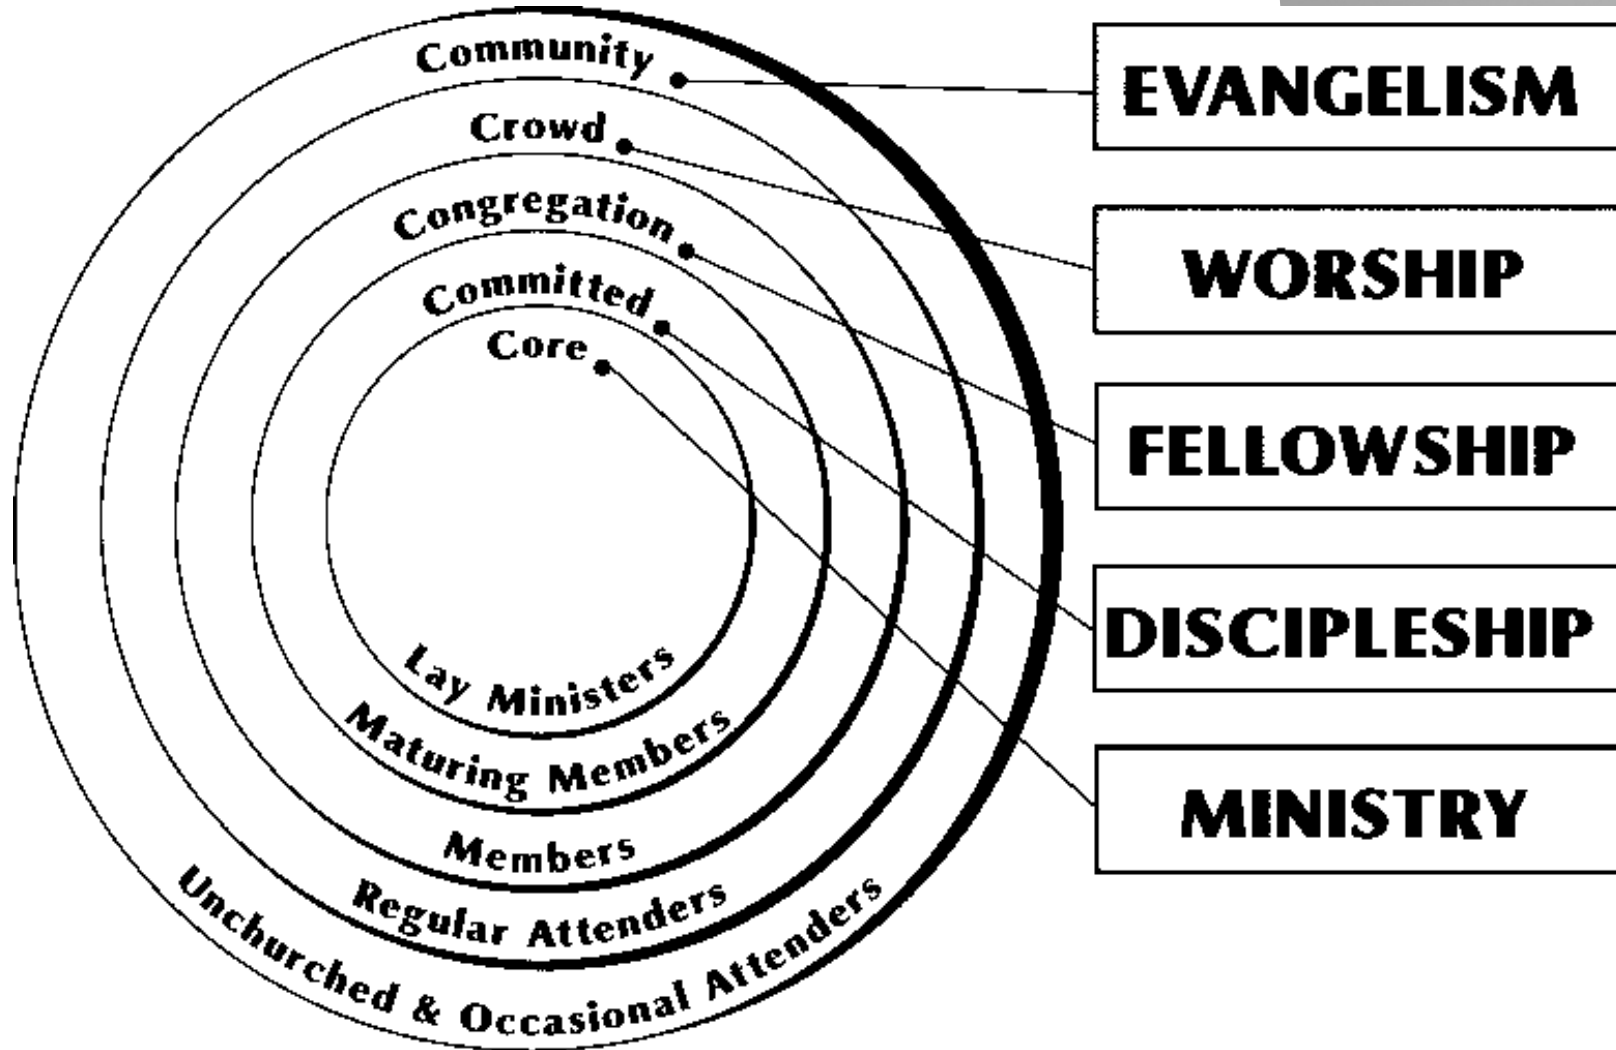 Community
Crowd
Congregation
Committed
Core
Lay Ministers
Maturing Members
Members
Regular Attenders
Unchurched & Occasional Attenders
EVANGELISM
WORSHIP
FELLOWSHIP
DISCIPLESHIP
MINISTRY